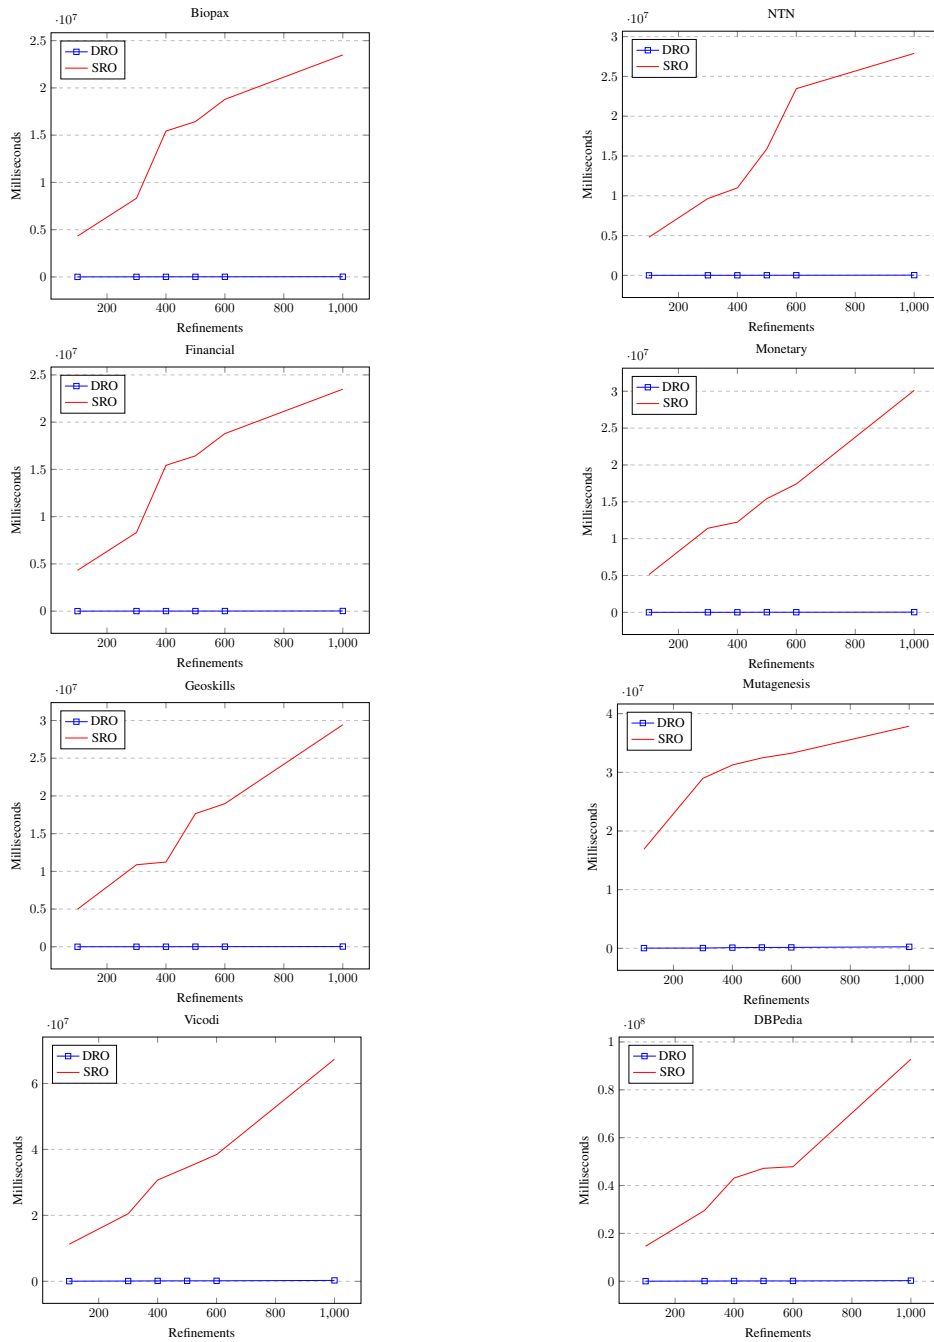 Biopax
·10^7
2.5
2
1.5
1
0.5
0
Milliseconds
DRO
SRO
200 400 600 800 1,000
Refinements
NTN
·10^7
3
2.5
2
1.5
1
0.5
0
Milliseconds
DRO
SRO
200 400 600 800 1,000
Refinements
Financial
·10^7
2.5
2
1.5
1
0.5
0
Milliseconds
DRO
SRO
200 400 600 800 1,000
Refinements
Monetary
·10^7
3
2.5
2
1.5
1
0.5
0
Milliseconds
DRO
SRO
200 400 600 800 1,000
Refinements
Geoskills
·10^7
3
2.5
2
1.5
1
0.5
0
Milliseconds
DRO
SRO
200 400 600 800 1,000
Refinements
Mutagenesis
·10^7
4
3
2
1
0
Milliseconds
DRO
SRO
200 400 600 800 1,000
Refinements
Vicodi
·10^7
6
4
2
0
Milliseconds
DRO
SRO
200 400 600 800 1,000
Refinements
DBPedia
·10^8
1
0.8
0.6
0.4
0.2
0
Milliseconds
DRO
SRO
200 400 600 800 1,000
Refinements